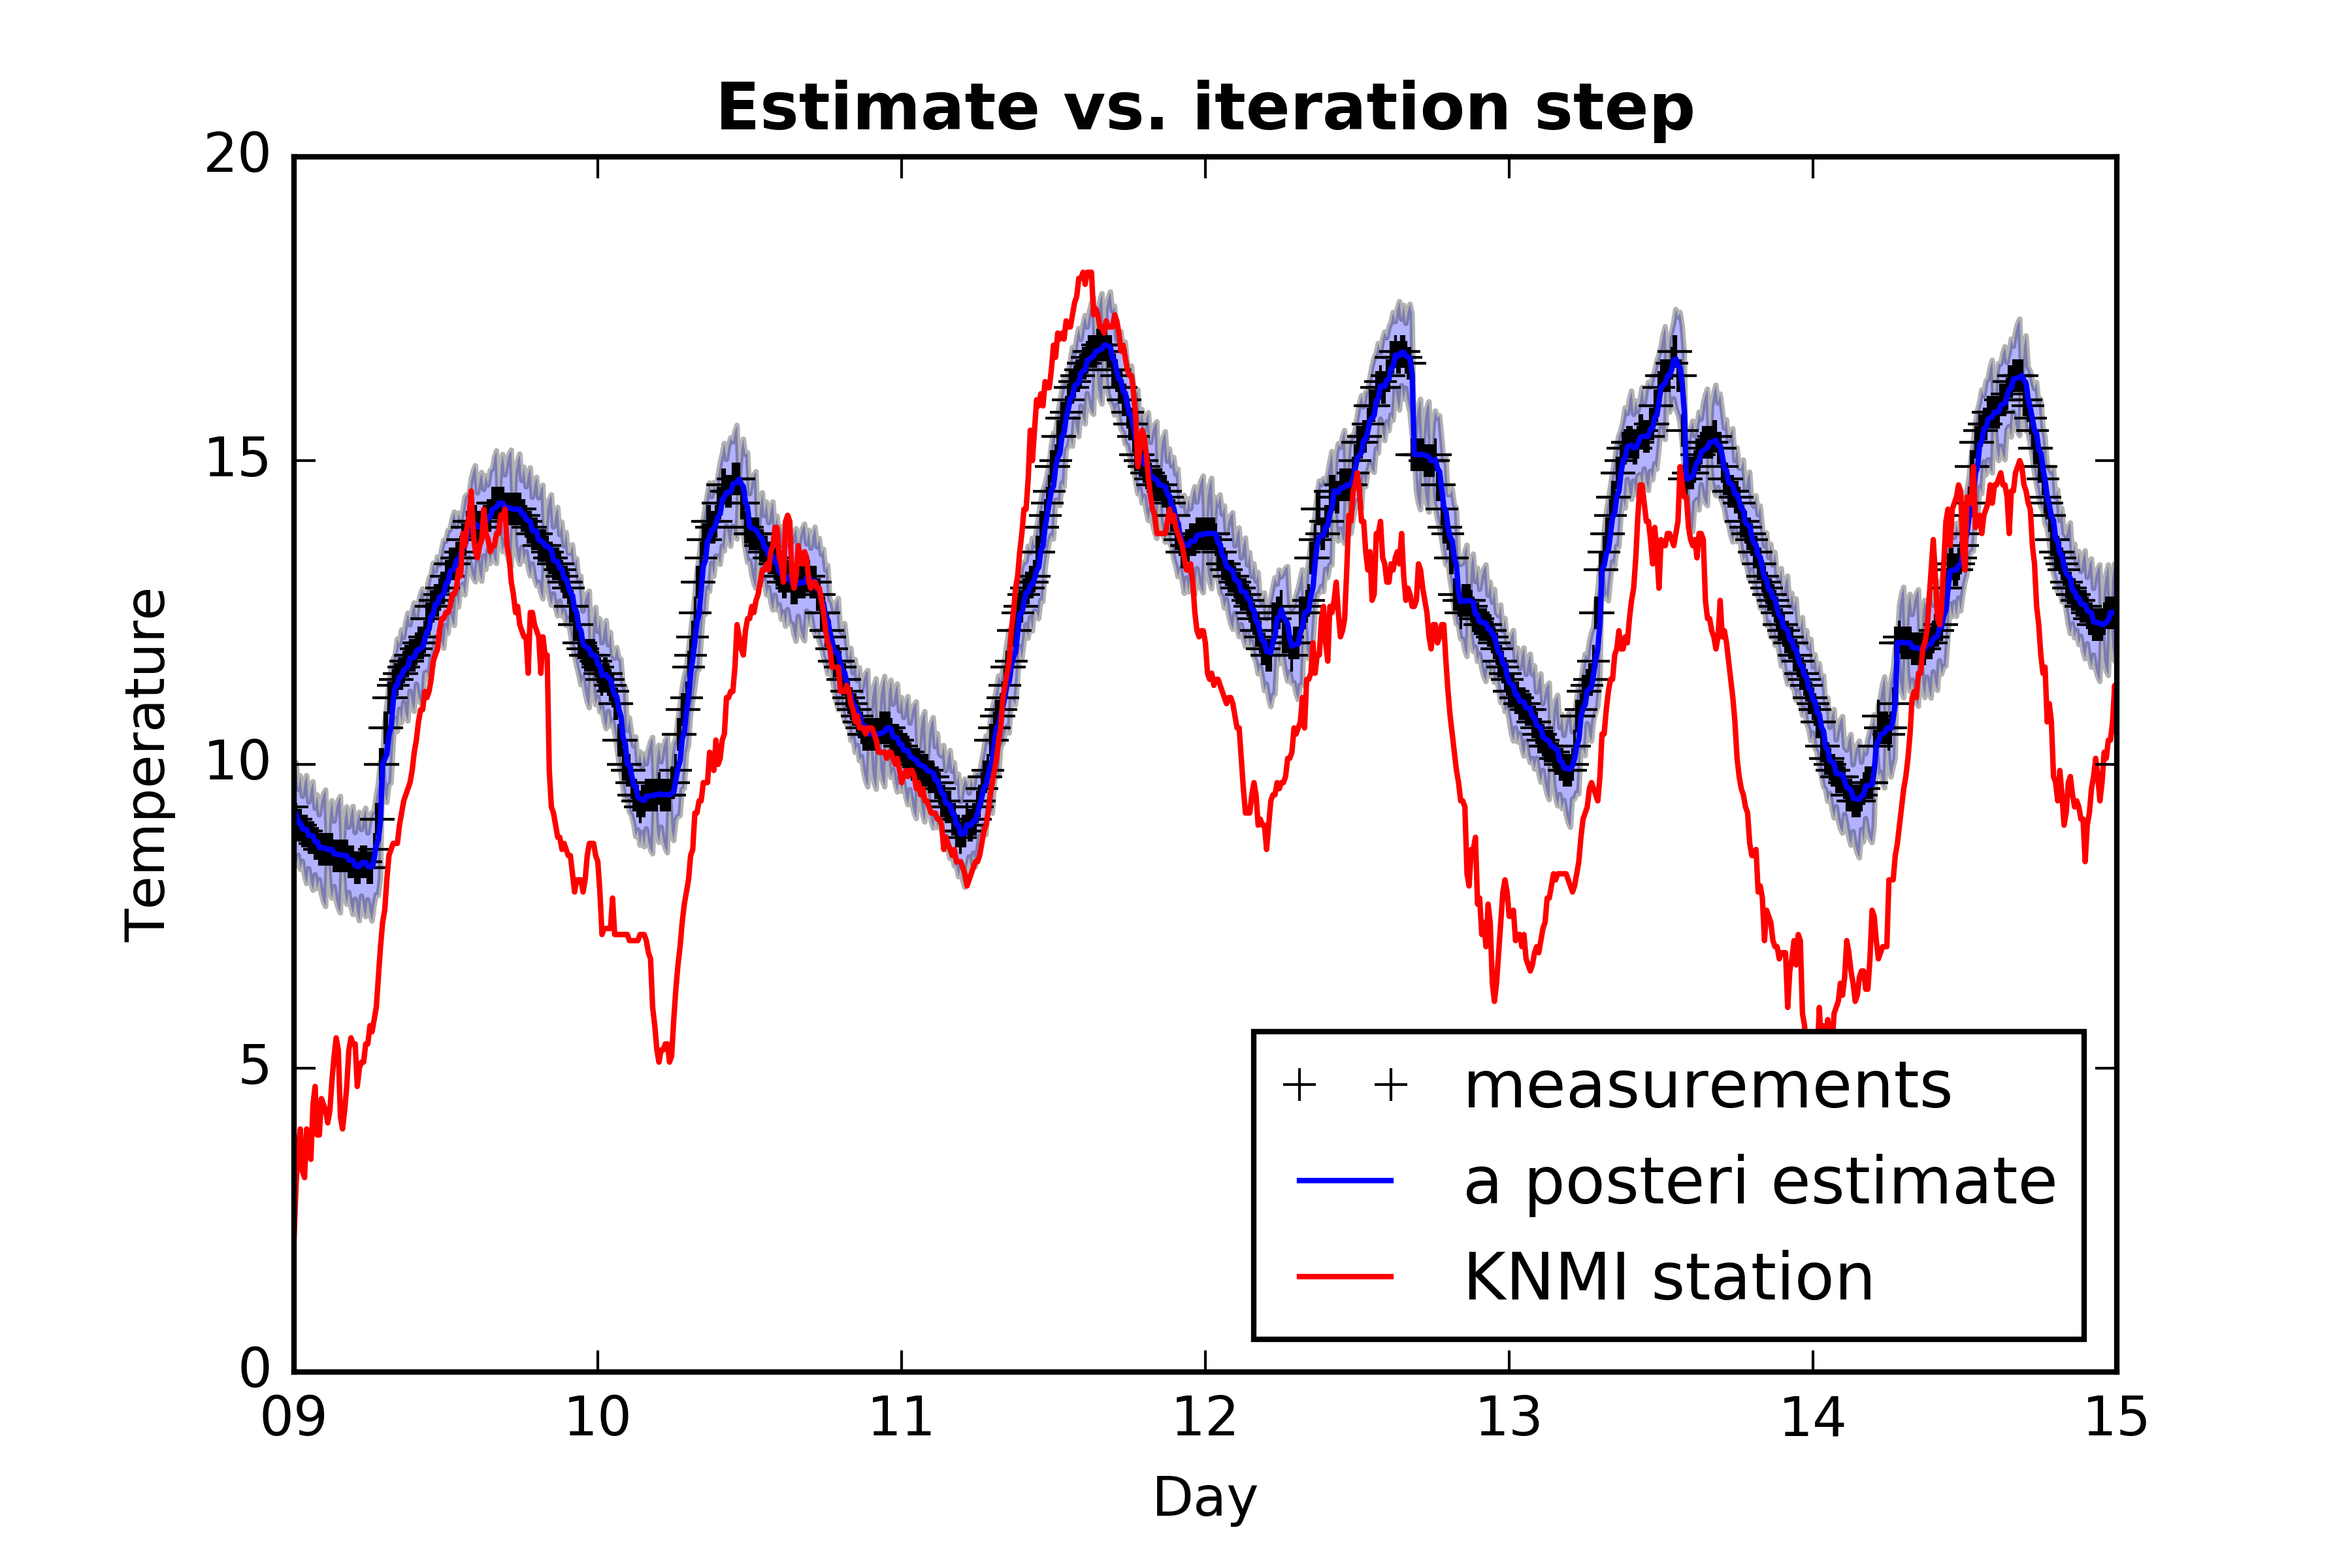 Estimate vs. iteration step
20
15
10
5
0
Temperature
measurements
a posteri estimate
KNMI station
09 10 11 12 13 14 15
Day